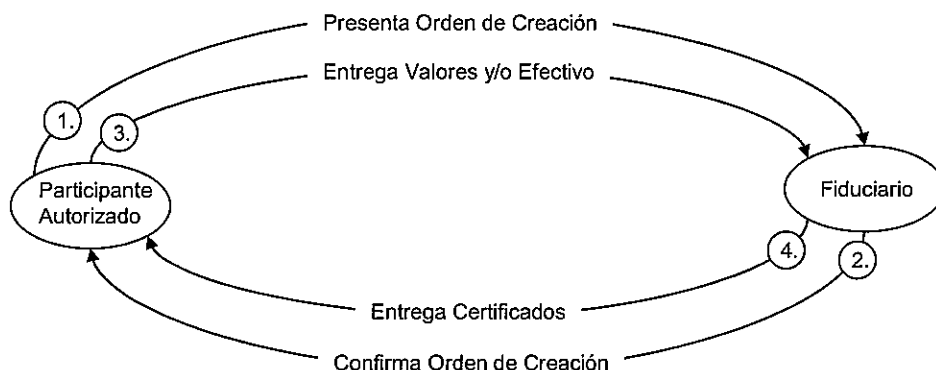 Presenta Orden de Creación
Entrega Valores y/o Efectivo
1.
3.
Participante
Autorizado
Fiduciario
4.
2.
Entrega Certificados
Confirma Orden de Creación